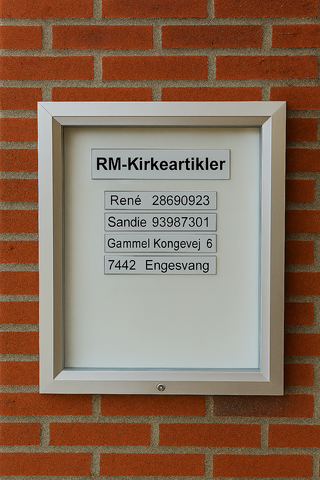 RM-Kirkeartikler
René 28690923
Sandie 93987301
Gammel Kongevej 6
7442 Engesvang